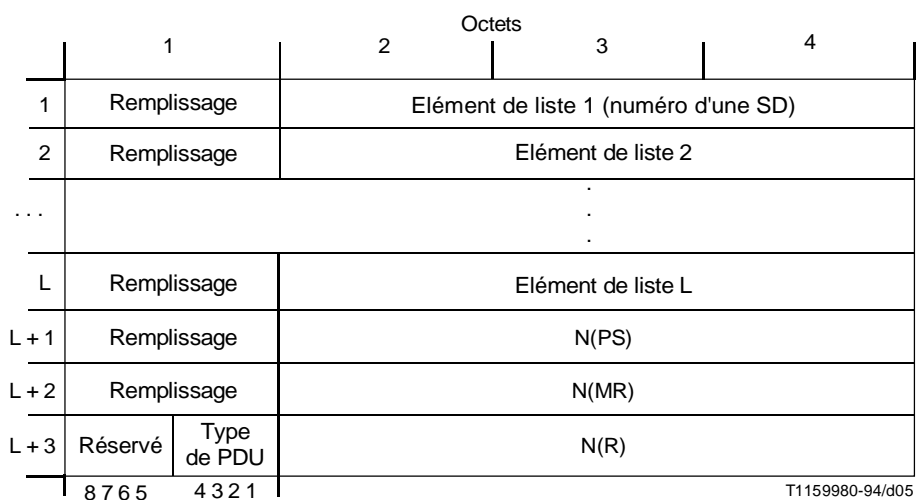 Octets
1 2 3 4
1 Remplissage Elément de liste 1 (numéro d'une SD)
2 Remplissage Elément de liste 2
. . .
L Remplissage Elément de liste L
L + 1 Remplissage N(PS)
L + 2 Remplissage N(MR)
L + 3 Réservé Type de PDU N(R)
8 7 6 5 4 3 2 1 T1159980-94/d05